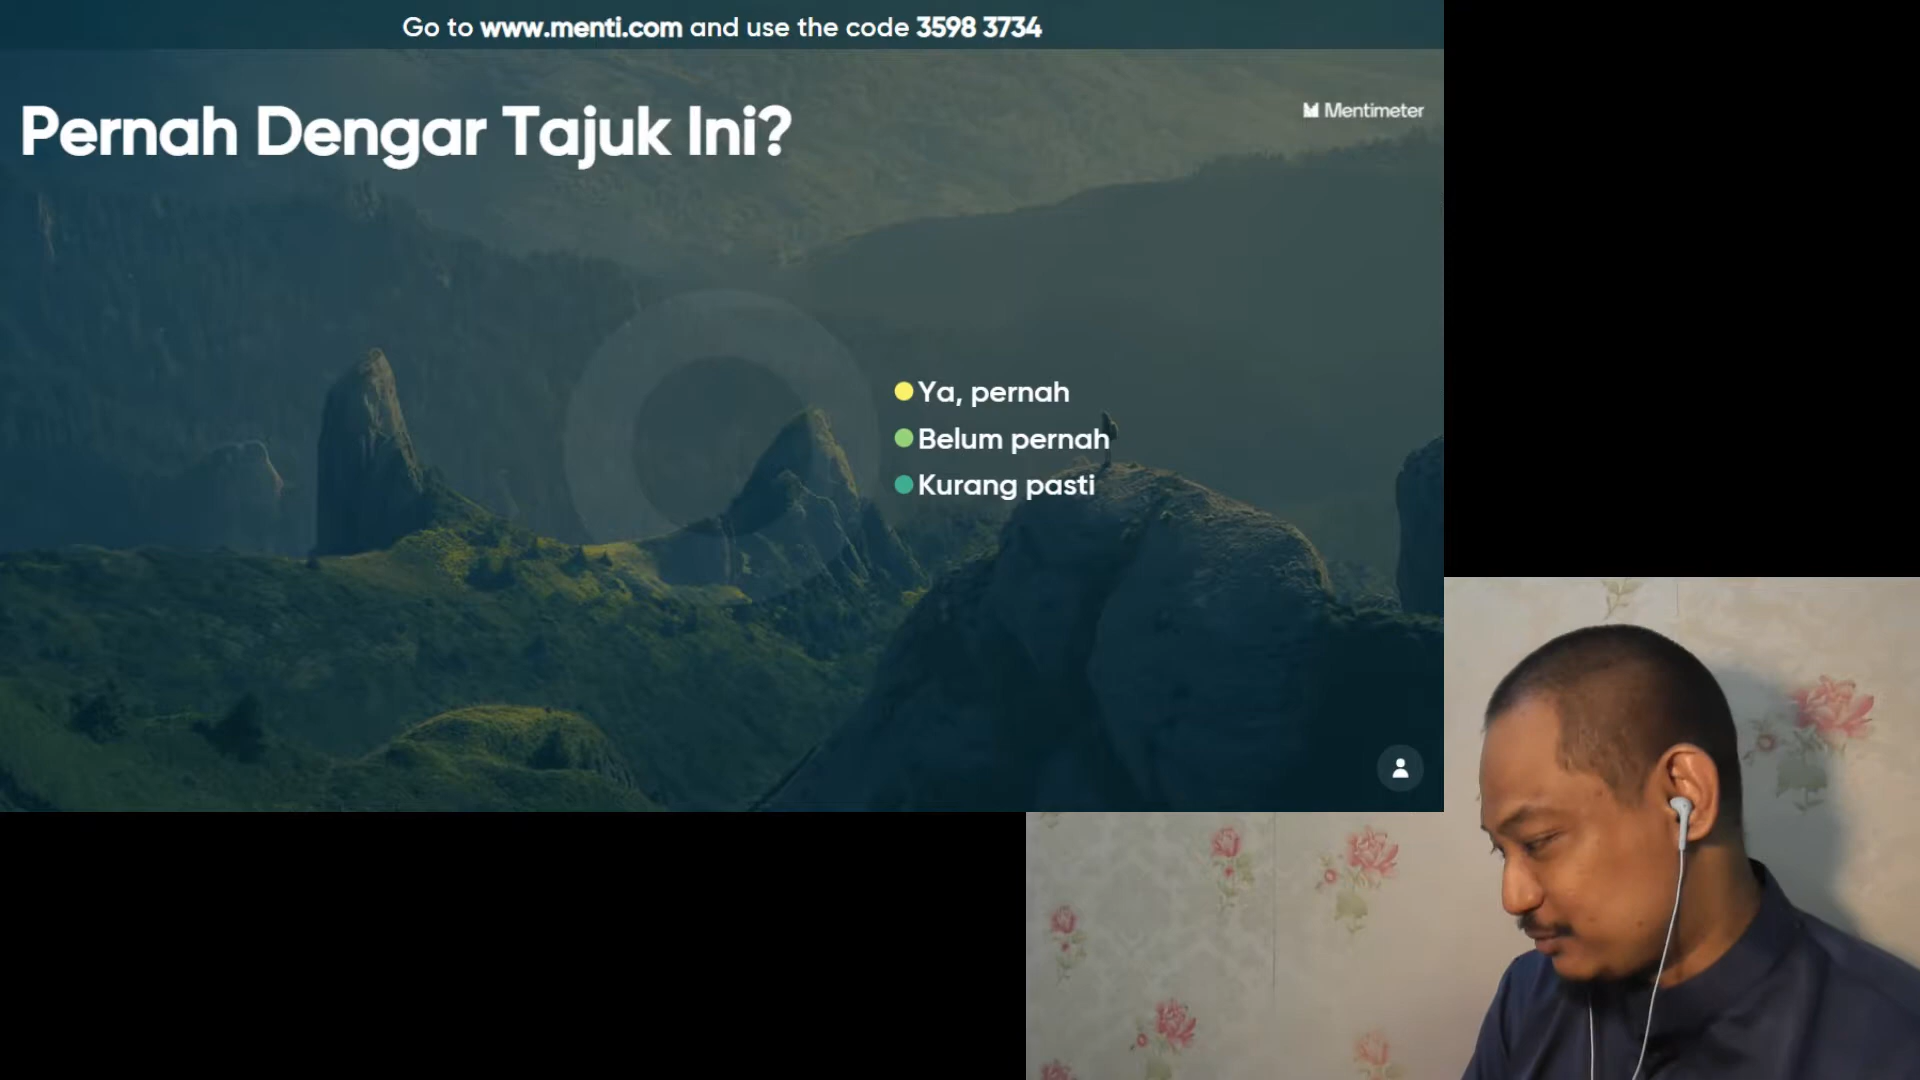 Go to www.menti.com and use the code 3598 3734
Pernah Dengar Tajuk Ini?
Mentimeter
Ya, pernah
Belum pernah
Kurang pasti